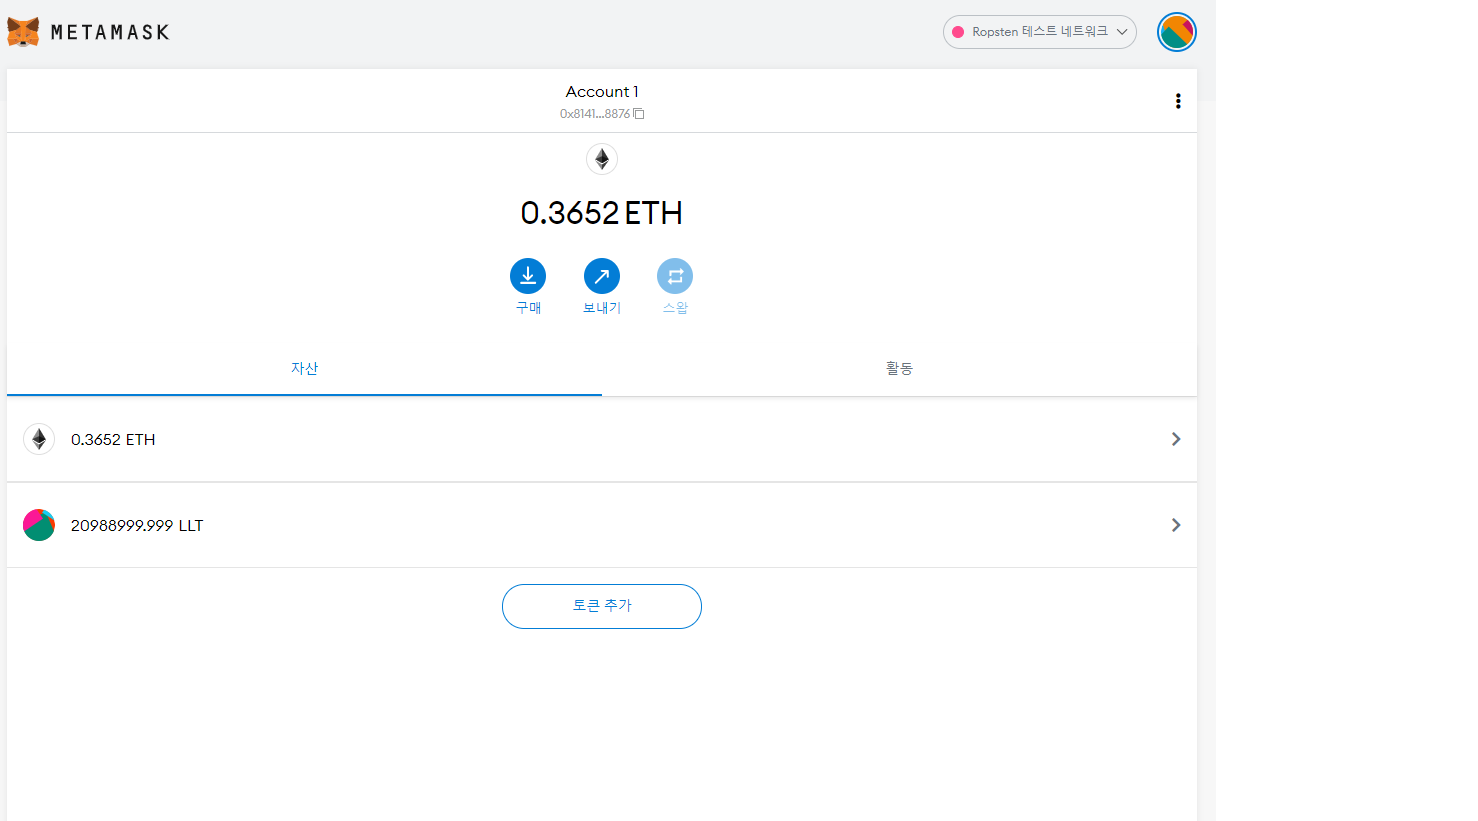 METAMASK
Ropsten 테스트 네트워크
Account 1
0x8141...8876
0.3652 ETH
구매 보내기 스왑
자산 활동
0.3652 ETH
20988999.999 LLT
토큰 추가